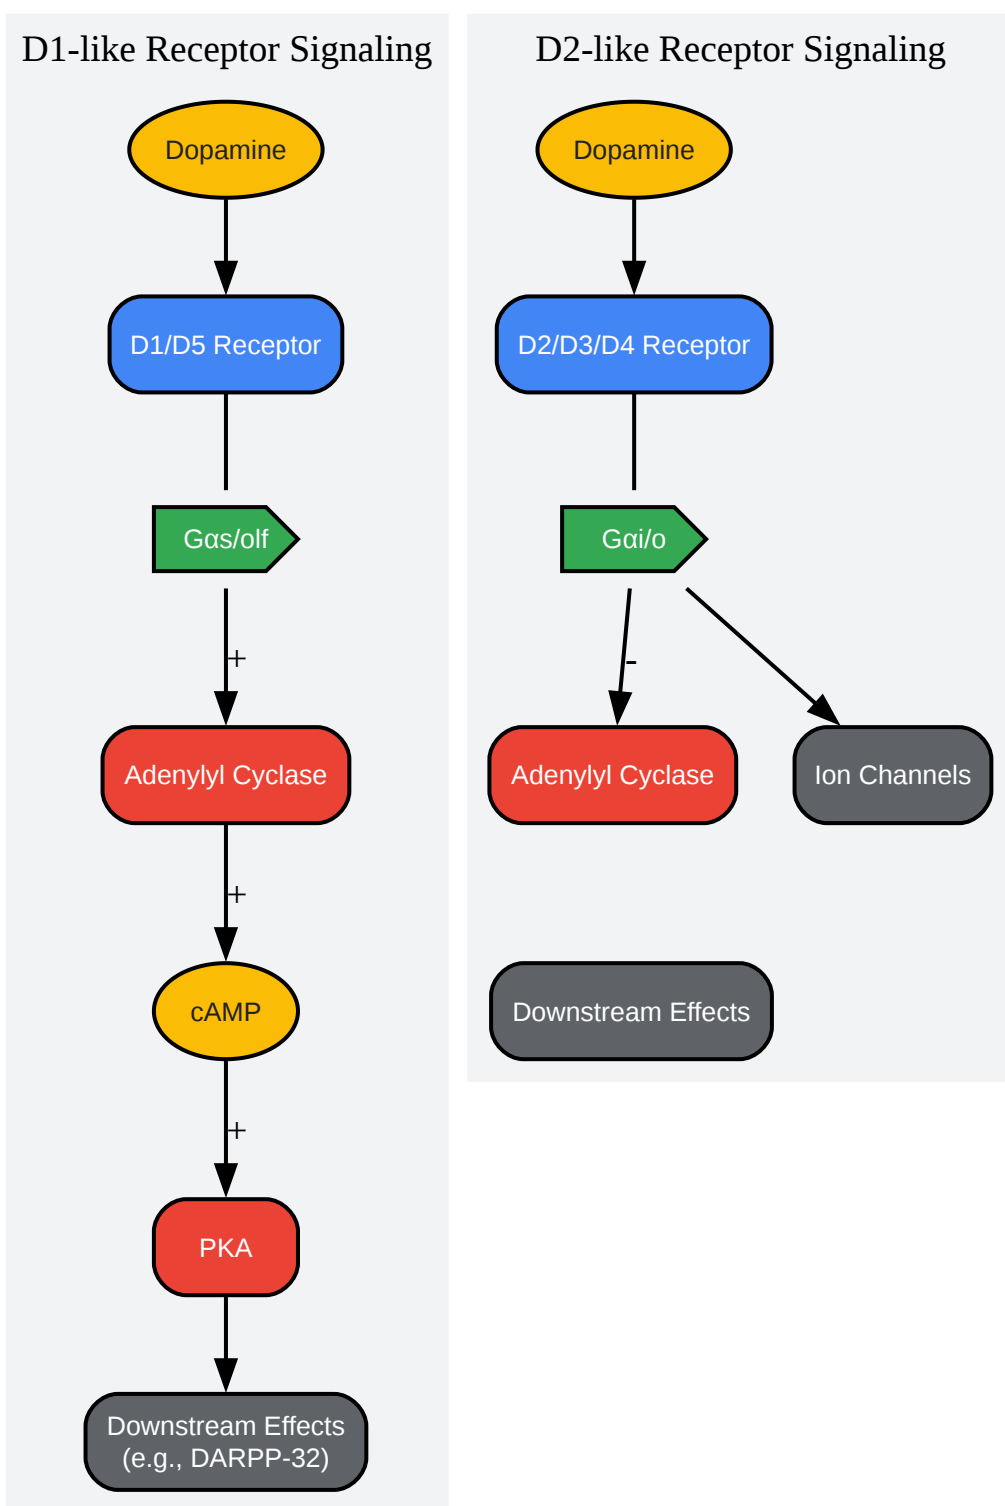 D1-like Receptor Signaling
Dopamine
D1/D5 Receptor
Gαs/olf
+
Adenylyl Cyclase
+
cAMP
+
PKA
Downstream Effects
(e.g., DARPP-32)
D2-like Receptor Signaling
Dopamine
D2/D3/D4 Receptor
Gαi/o
-
Adenylyl Cyclase
Ion Channels
Downstream Effects